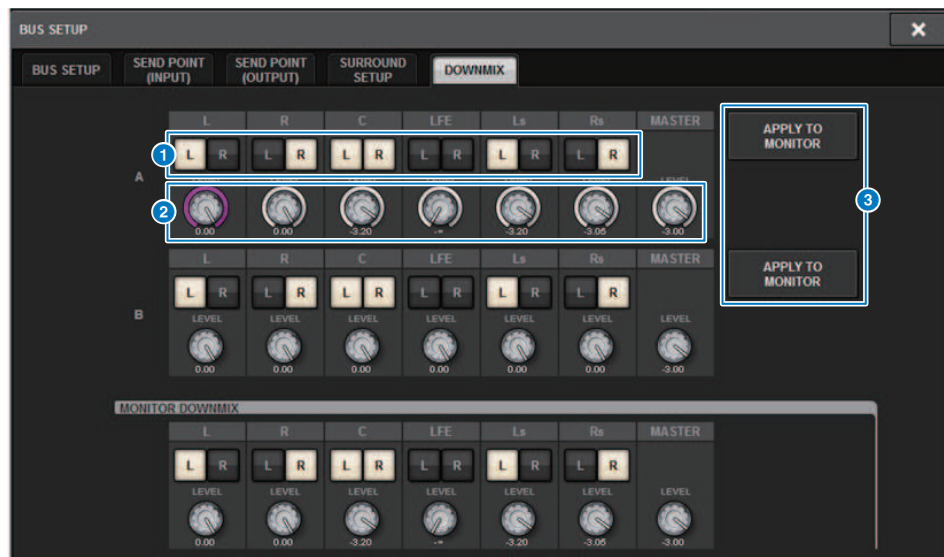 BUS SETUP
BUS SETUP SEND POINT (INPUT) SEND POINT (OUTPUT) SURROUND SETUP DOWNMIX
L R C LFE Ls Rs MASTER
APPLY TO MONITOR
1 L R L R L R L R L R L R
A
LEVEL
3
2
0.00 0.00 -3.20 -∞ -3.20 -3.05 -3.00
L R C LFE Ls Rs MASTER
APPLY TO MONITOR
L R L R L R L R L R L R
B
LEVEL LEVEL LEVEL LEVEL LEVEL LEVEL LEVEL
0.00 0.00 0.00 0.00 0.00 0.00 -3.00
MONITOR DOWNMIX
L R C LFE Ls Rs MASTER
L R L R L R L R L R L R
LEVEL LEVEL LEVEL LEVEL LEVEL LEVEL LEVEL
0.00 0.00 -3.20 -∞ -3.20 -3.05 -3.00